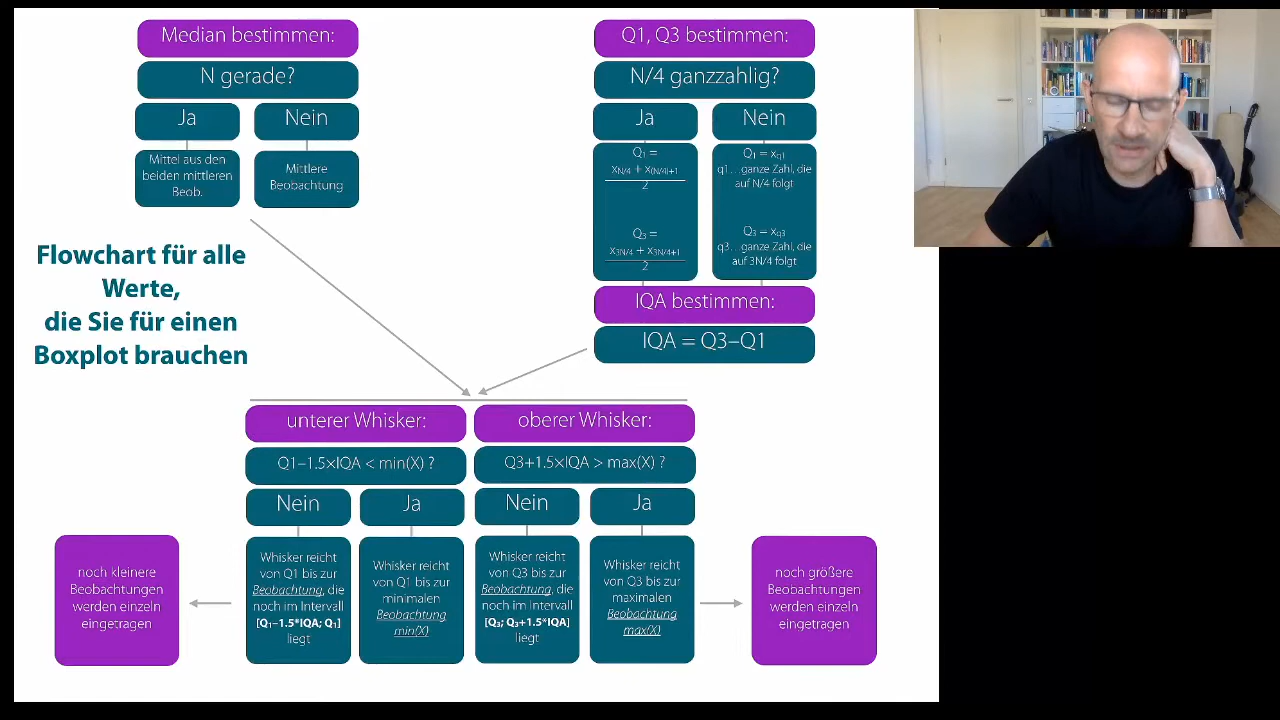 Median bestimmen:
N gerade?
Ja
Nein
Mittel aus den
beiden mittleren
Beob.
Mittlere
Beobachtung
Q1, Q3 bestimmen:
N/4 ganzzahlig?
Ja
Nein
Q₁ =
x_N/4 + x_(N/4)+1
2
Q₃ =
x_3N/4 + x_3N/4+1
2
Q₁ = x_q1
q1...ganze Zahl, die
auf N/4 folgt
Q₃ = x_q3
q3...ganze Zahl, die
auf 3N/4 folgt
IQA bestimmen:
IQA = Q3–Q1
Flowchart für alle
Werte,
die Sie für einen
Boxplot brauchen
unterer Whisker:
Q1–1.5×IQA < min(X) ?
Nein
Ja
Whisker reicht
von Q1 bis zur
Beobachtung, die
noch im Intervall
[Q₁–1.5*IQA; Q₁]
liegt
Whisker reicht
von Q1 bis zur
minimalen
Beobachtung
min(X)
oberer Whisker:
Q3+1.5×IQA > max(X) ?
Nein
Ja
Whisker reicht
von Q3 bis zur
Beobachtung, die
noch im Intervall
[Q₃; Q₃+1.5*IQA]
liegt
Whisker reicht
von Q3 bis zur
maximalen
Beobachtung
max(X)
noch kleinere
Beobachtungen
werden einzeln
eingetragen
noch größere
Beobachtungen
werden einzeln
eingetragen